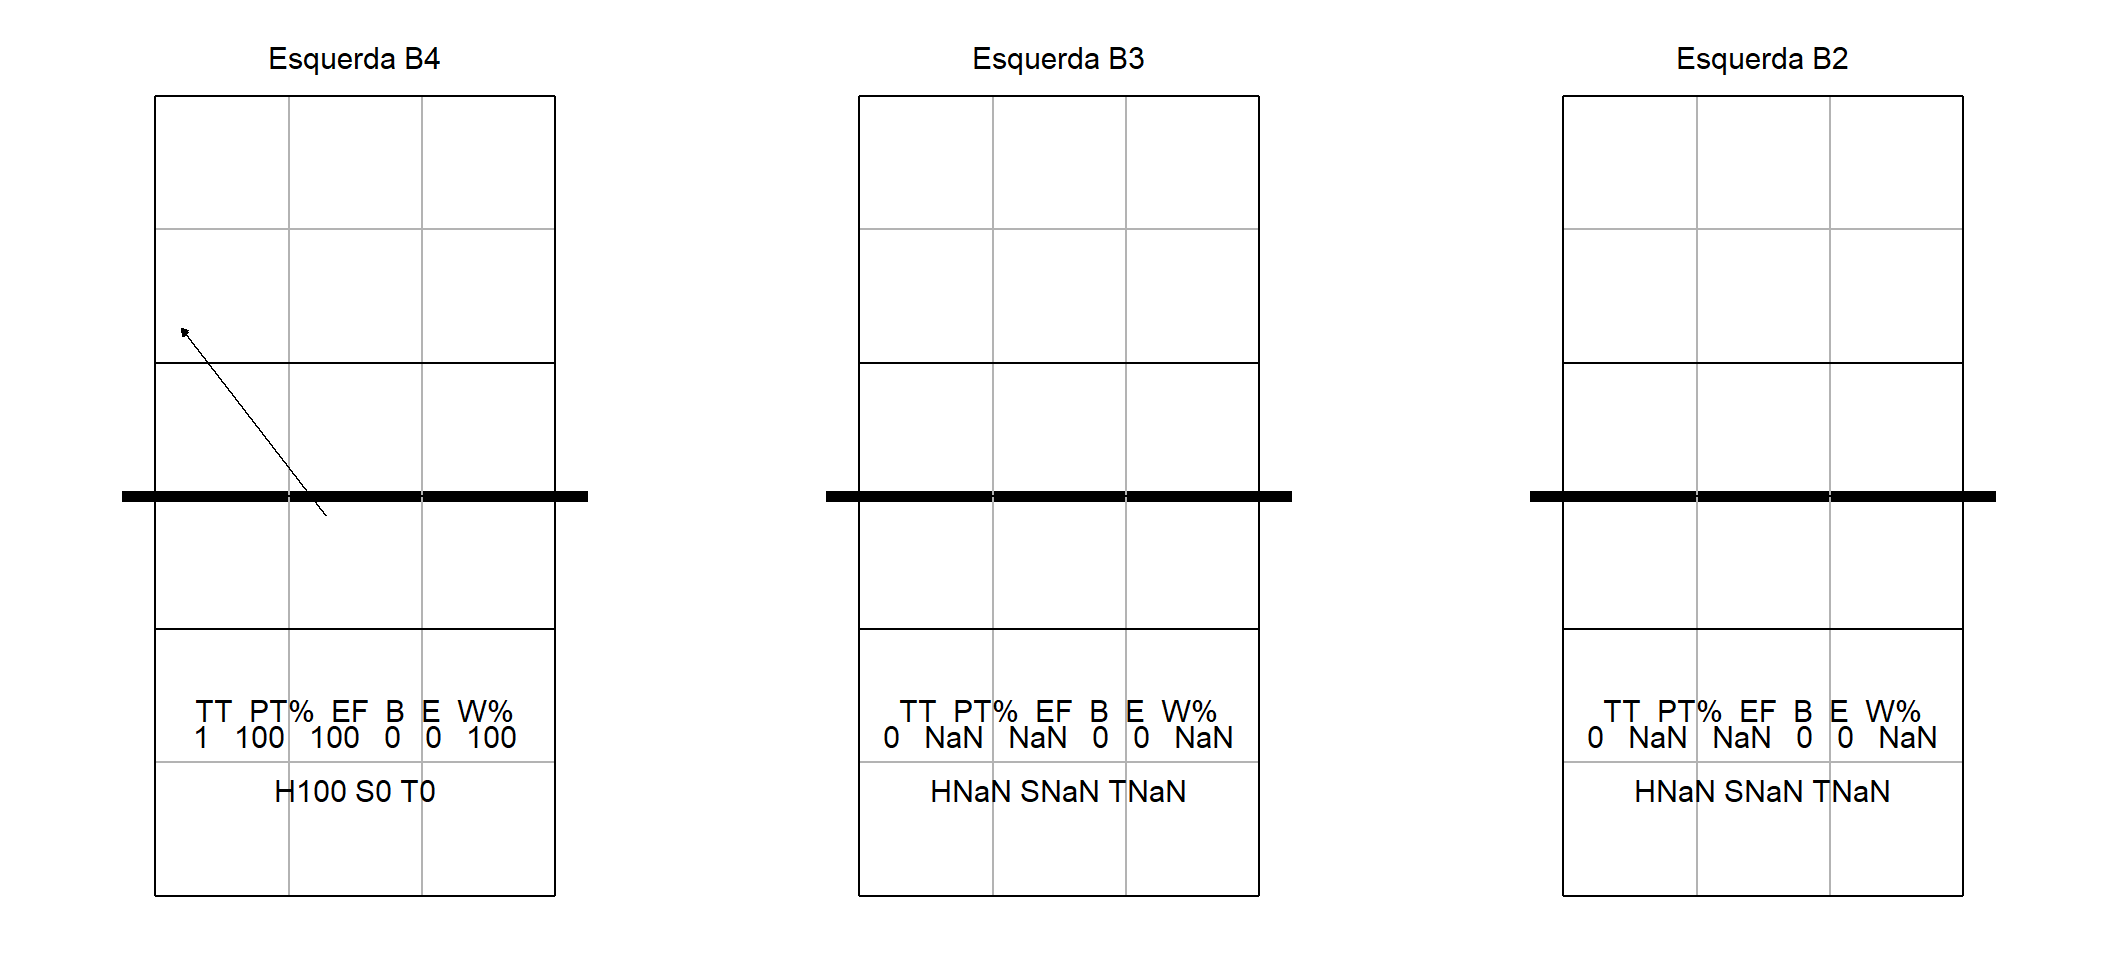 Esquerda B4
TT PT% EF B E W%
1 100 100 0 0 100
H100 S0 T0
Esquerda B3
TT PT% EF B E W%
0 NaN NaN 0 0 NaN
HNaN SNaN TNaN
Esquerda B2
TT PT% EF B E W%
0 NaN NaN 0 0 NaN
HNaN SNaN TNaN